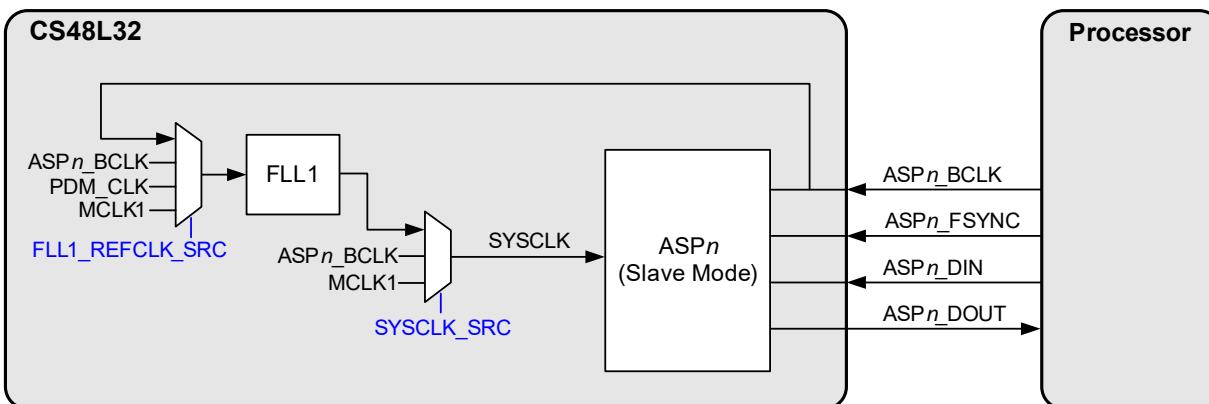 CS48L32
Processor
ASPn_BCLK
PDM_CLK
MCLK1
FLL1_REFCLK_SRC
FLL1
ASPn_BCLK
MCLK1
SYSCLK_SRC
SYSCLK
ASPn
(Slave Mode)
ASPn_BCLK
ASPn_FSYNC
ASPn_DIN
ASPn_DOUT